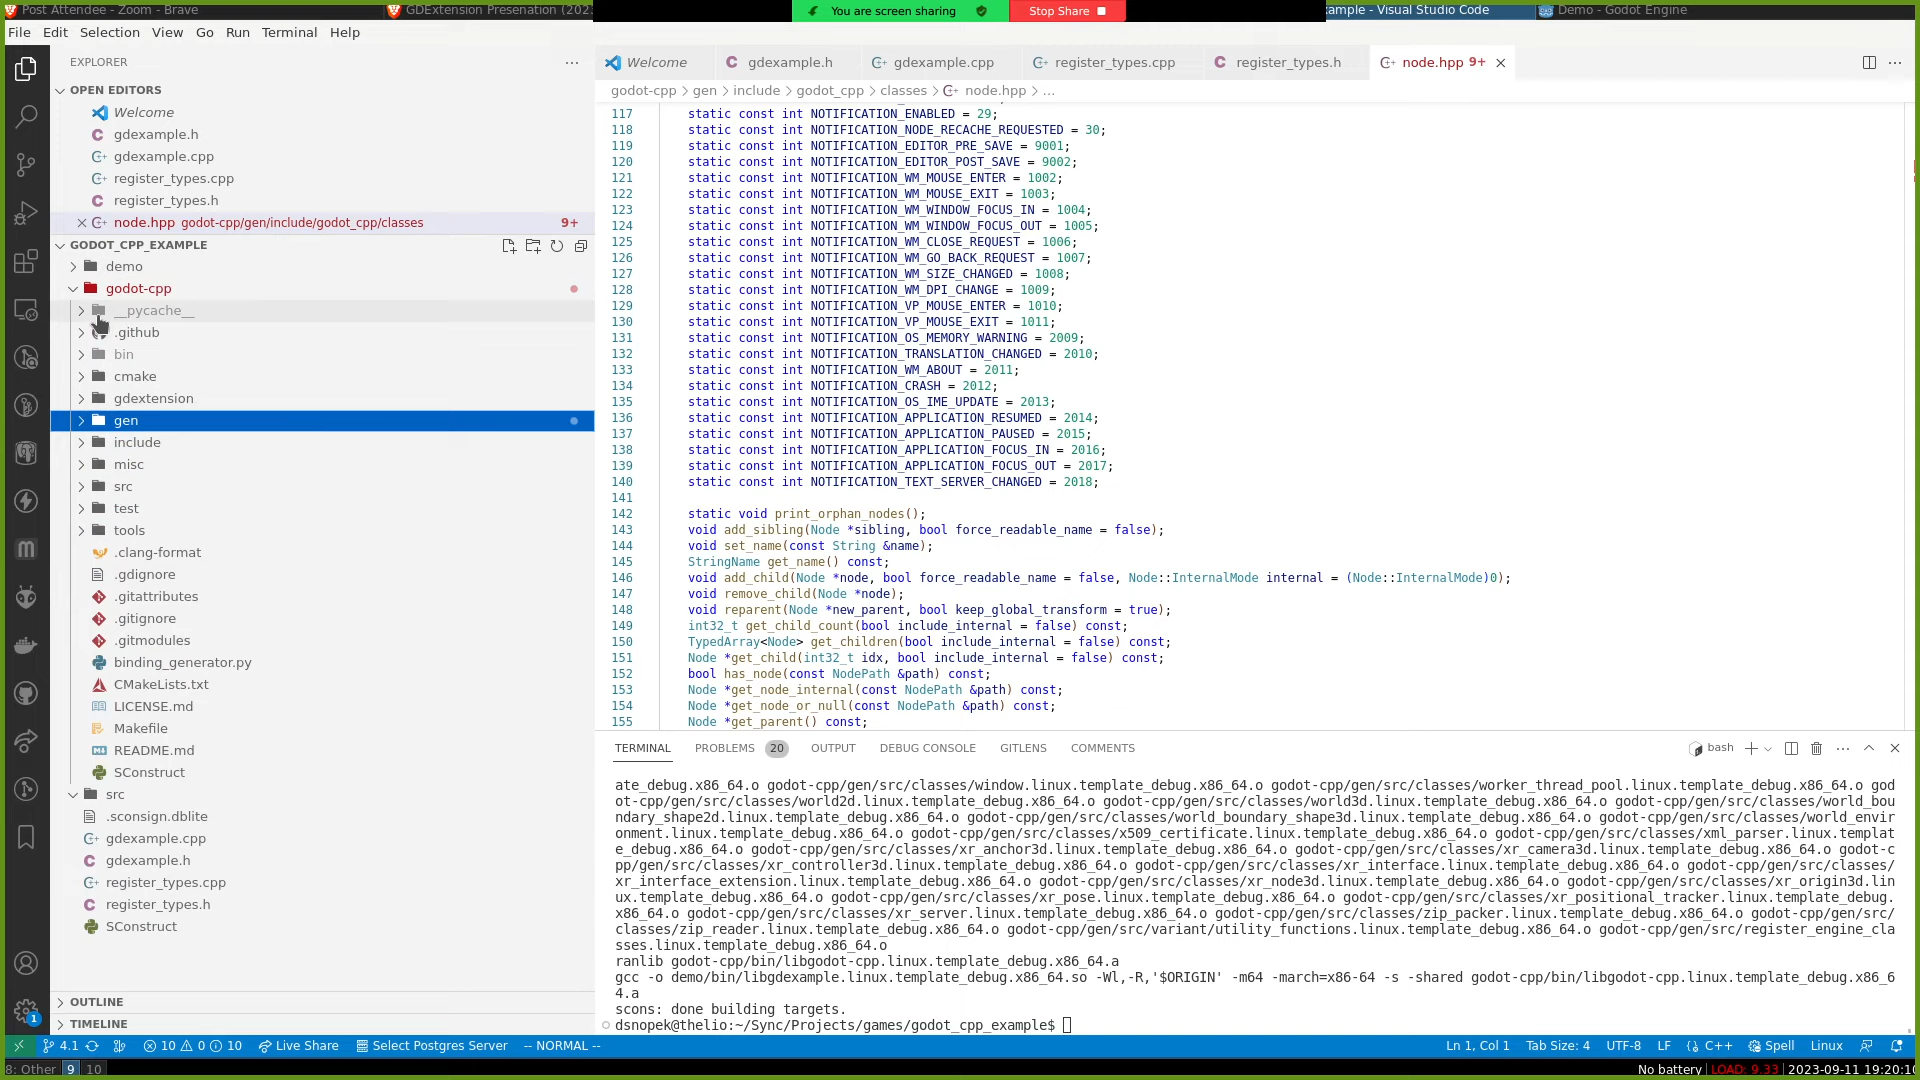 Post Attendee - Zoom - Brave
GDExtension Presenation (202
You are screen sharing
Stop Share
ample - Visual Studio Code
Demo - Godot Engine
File Edit Selection View Go Run Terminal Help
EXPLORER
OPEN EDITORS
Welcome
gdexample.h
gdexample.cpp
register_types.cpp
register_types.h
node.hpp godot-cpp/gen/include/godot_cpp/classes 9+
GODOT_CPP_EXAMPLE
demo
godot-cpp
__pycache__
.github
bin
cmake
gdextension
gen
include
misc
src
test
tools
.clang-format
.gdignore
.gitattributes
.gitignore
.gitmodules
binding_generator.py
CMakeLists.txt
LICENSE.md
Makefile
README.md
SConstruct
src
.sconsign.dblite
gdexample.cpp
gdexample.h
register_types.cpp
register_types.h
SConstruct
OUTLINE
TIMELINE
Welcome gdexample.h gdexample.cpp register_types.cpp register_types.h node.hpp 9+
godot-cpp > gen > include > godot_cpp > classes > node.hpp > ...
117 static const int NOTIFICATION_ENABLED = 29;
118 static const int NOTIFICATION_NODE_RECACHE_REQUESTED = 30;
119 static const int NOTIFICATION_EDITOR_PRE_SAVE = 9001;
120 static const int NOTIFICATION_EDITOR_POST_SAVE = 9002;
121 static const int NOTIFICATION_WM_MOUSE_ENTER = 1002;
122 static const int NOTIFICATION_WM_MOUSE_EXIT = 1003;
123 static const int NOTIFICATION_WM_WINDOW_FOCUS_IN = 1004;
124 static const int NOTIFICATION_WM_WINDOW_FOCUS_OUT = 1005;
125 static const int NOTIFICATION_WM_CLOSE_REQUEST = 1006;
126 static const int NOTIFICATION_WM_GO_BACK_REQUEST = 1007;
127 static const int NOTIFICATION_WM_SIZE_CHANGED = 1008;
128 static const int NOTIFICATION_WM_DPI_CHANGE = 1009;
129 static const int NOTIFICATION_VP_MOUSE_ENTER = 1010;
130 static const int NOTIFICATION_VP_MOUSE_EXIT = 1011;
131 static const int NOTIFICATION_OS_MEMORY_WARNING = 2009;
132 static const int NOTIFICATION_TRANSLATION_CHANGED = 2010;
133 static const int NOTIFICATION_WM_ABOUT = 2011;
134 static const int NOTIFICATION_CRASH = 2012;
135 static const int NOTIFICATION_OS_IME_UPDATE = 2013;
136 static const int NOTIFICATION_APPLICATION_RESUMED = 2014;
137 static const int NOTIFICATION_APPLICATION_PAUSED = 2015;
138 static const int NOTIFICATION_APPLICATION_FOCUS_IN = 2016;
139 static const int NOTIFICATION_APPLICATION_FOCUS_OUT = 2017;
140 static const int NOTIFICATION_TEXT_SERVER_CHANGED = 2018;
141
142 static void print_orphan_nodes();
143 void add_sibling(Node *sibling, bool force_readable_name = false);
144 void set_name(const String &name);
145 StringName get_name() const;
146 void add_child(Node *node, bool force_readable_name = false, Node::InternalMode internal = (Node::InternalMode)0);
147 void remove_child(Node *node);
148 void reparent(Node *new_parent, bool keep_global_transform = true);
149 int32_t get_child_count(bool include_internal = false) const;
150 TypedArray<Node> get_children(bool include_internal = false) const;
151 Node *get_child(int32_t idx, bool include_internal = false) const;
152 bool has_node(const NodePath &path) const;
153 Node *get_node_internal(const NodePath &path) const;
154 Node *get_node_or_null(const NodePath &path) const;
155 Node *get_parent() const;
TERMINAL PROBLEMS 20 OUTPUT DEBUG CONSOLE GITLENS COMMENTS
bash
ate_debug.x86_64.o godot-cpp/gen/src/classes/window.linux.template_debug.x86_64.o godot-cpp/gen/src/classes/worker_thread_pool.linux.template_debug.x86_64.o god
ot-cpp/gen/src/classes/world2d.linux.template_debug.x86_64.o godot-cpp/gen/src/classes/world3d.linux.template_debug.x86_64.o godot-cpp/gen/src/classes/world_bou
ndary_shape2d.linux.template_debug.x86_64.o godot-cpp/gen/src/classes/world_boundary_shape3d.linux.template_debug.x86_64.o godot-cpp/gen/src/classes/world_envir
onment.linux.template_debug.x86_64.o godot-cpp/gen/src/classes/x509_certificate.linux.template_debug.x86_64.o godot-cpp/gen/src/classes/xml_parser.linux.templat
e_debug.x86_64.o godot-cpp/gen/src/classes/xr_anchor3d.linux.template_debug.x86_64.o godot-cpp/gen/src/classes/xr_camera3d.linux.template_debug.x86_64.o godot-c
pp/gen/src/classes/xr_controller3d.linux.template_debug.x86_64.o godot-cpp/gen/src/classes/xr_interface.linux.template_debug.x86_64.o godot-cpp/gen/src/classes/
xr_interface_extension.linux.template_debug.x86_64.o godot-cpp/gen/src/classes/xr_node3d.linux.template_debug.x86_64.o godot-cpp/gen/src/classes/xr_origin3d.lin
ux.template_debug.x86_64.o godot-cpp/gen/src/classes/xr_pose.linux.template_debug.x86_64.o godot-cpp/gen/src/classes/xr_positional_tracker.linux.template_debug.
x86_64.o godot-cpp/gen/src/classes/xr_server.linux.template_debug.x86_64.o godot-cpp/gen/src/classes/zip_packer.linux.template_debug.x86_64.o godot-cpp/gen/src/
classes/zip_reader.linux.template_debug.x86_64.o godot-cpp/gen/src/variant/utility_functions.linux.template_debug.x86_64.o godot-cpp/gen/src/register_engine_cla
sses.linux.template_debug.x86_64.o
ranlib godot-cpp/bin/libgodot-cpp.linux.template_debug.x86_64.a
gcc -o demo/bin/libgdexample.linux.template_debug.x86_64.so -Wl,-R,'$ORIGIN' -m64 -march=x86-64 -s -shared godot-cpp/bin/libgodot-cpp.linux.template_debug.x86_6
4.a
scons: done building targets.
dsnopek@thelio:~/Sync/Projects/games/godot_cpp_example$
1
4.1 10 0 10 Live Share Select Postgres Server -- NORMAL -- Ln 1, Col 1 Tab Size: 4 UTF-8 LF C++ Spell Linux
8: Other 9 10 No battery LOAD: 9.33 2023-09-11 19:20:10